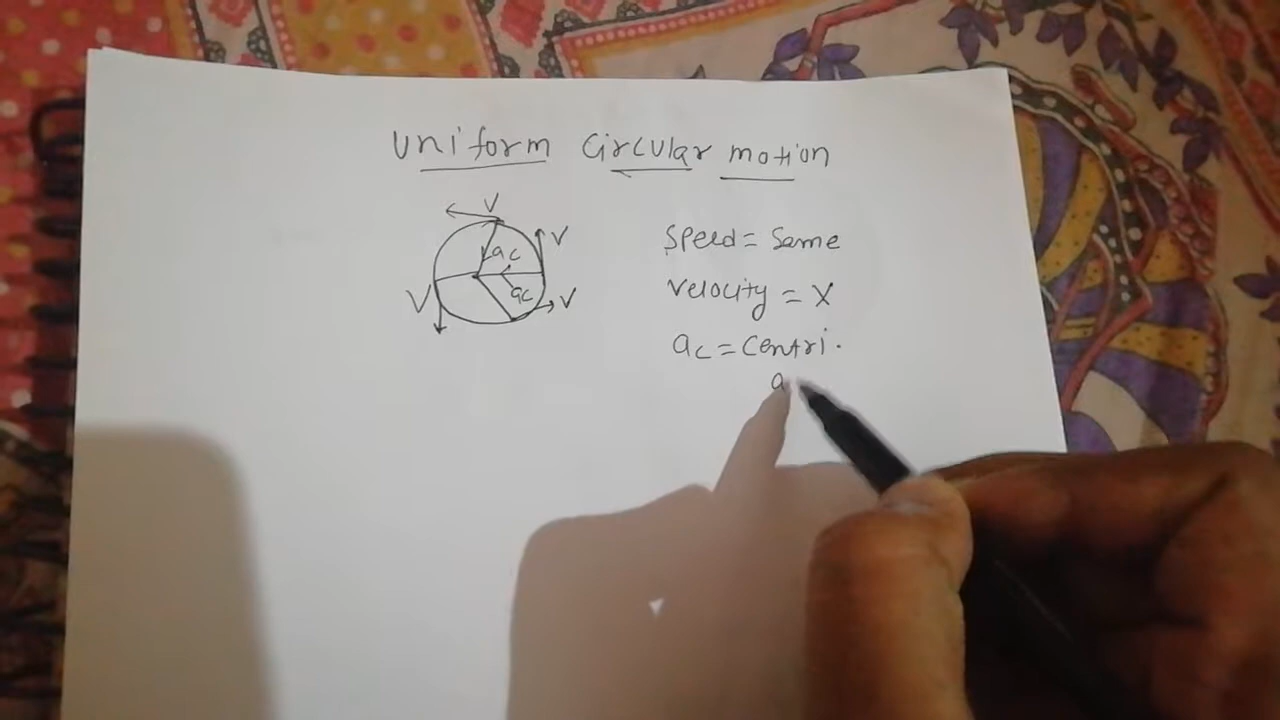 Uniform Circular motion
V
V
ac
ac
V
V
Speed = Same
Velocity = X
ac = Centri.
a